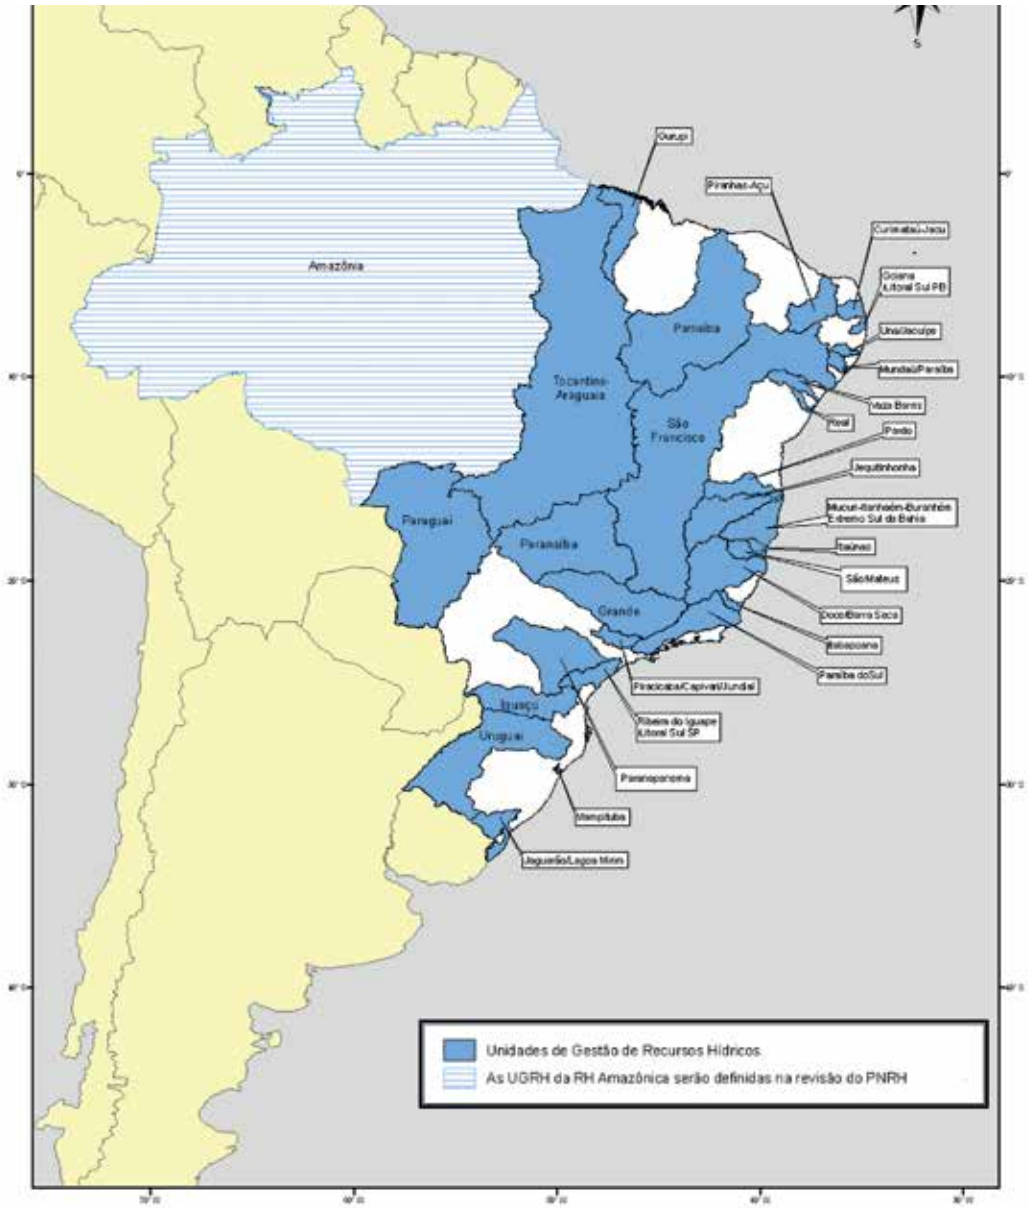 S
Gurupi
0°
0°
Piranhas-Açu
Curimataú-Jacu
Amazônia
Goiana
Litoral Sul PB
Parnaíba
Una/Jacuípe
Mundaú/Paraíba
Tocantins-
Araguaia
Vaza Barris
São
Francisco
Real
Pardo
Jequitinhonha
Mucuri-Itanhaém-Buranhém
Extremo Sul da Bahia
Paraguai
Paranaíba
Itaúnas
São Mateus
Grande
Doce/Barra Seca
Itabapoana
Paraíba do Sul
Piracicaba/Capivari/Jundiaí
Iguaçu
Ribeira do Iguape
Litoral Sul SP
Uruguai
Paranapanema
Mampituba
Jaguarão/Lagoa Mirim
Unidades de Gestão de Recursos Hídricos
As UGRH da RH Amazônica serão definidas na revisão do PNRH